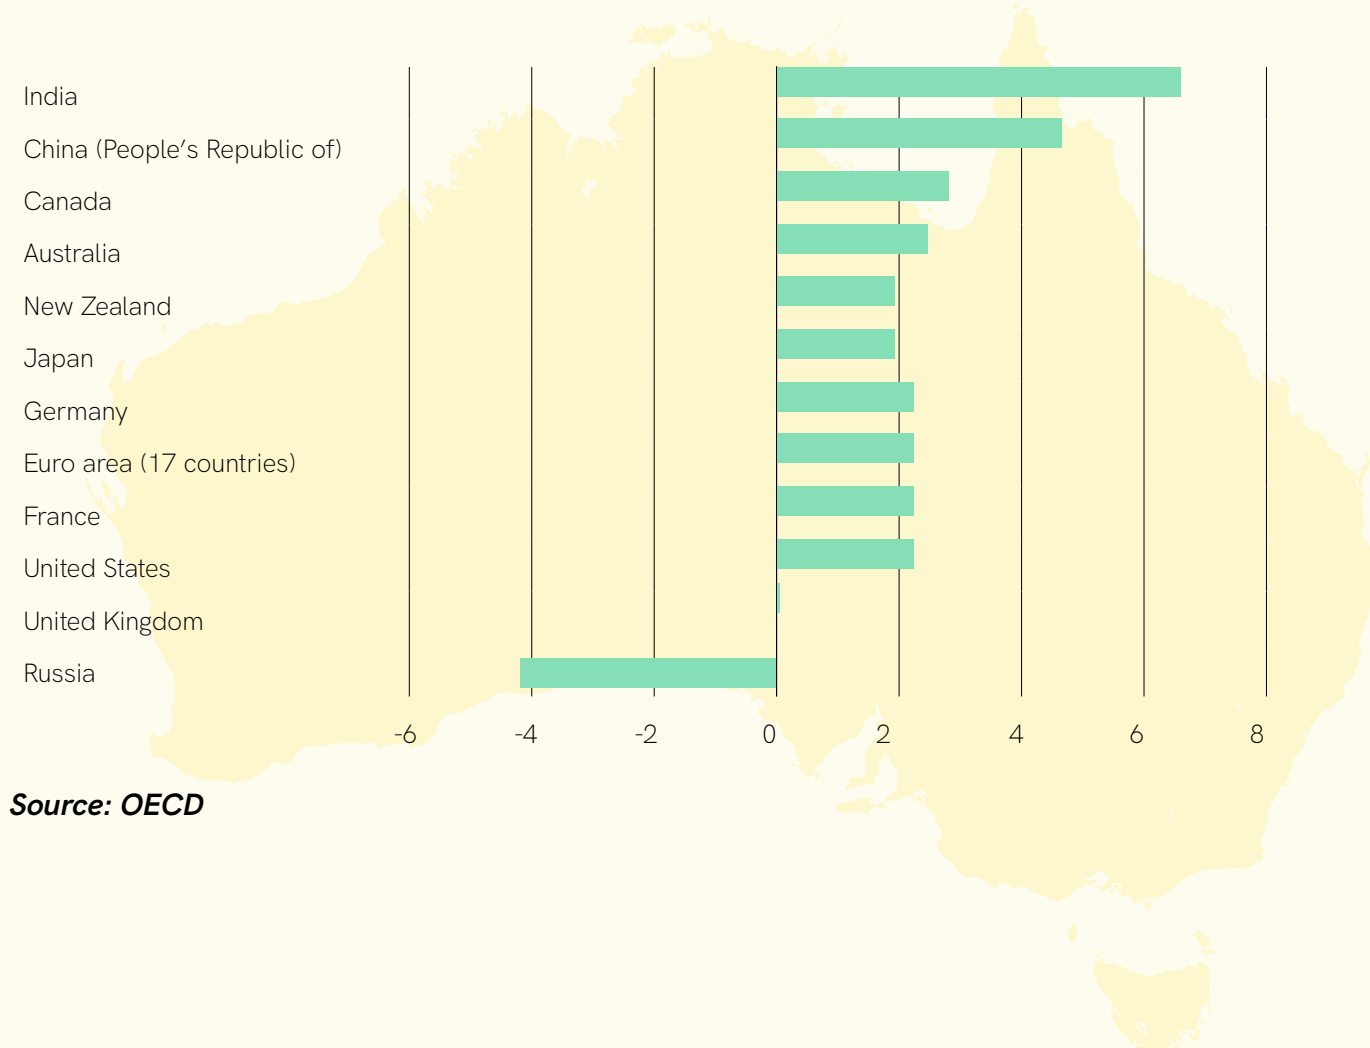 India
China (People’s Republic of)
Canada
Australia
New Zealand
Japan
Germany
Euro area (17 countries)
France
United States
United Kingdom
Russia
-6 -4 -2 0 2 4 6 8
Source: OECD